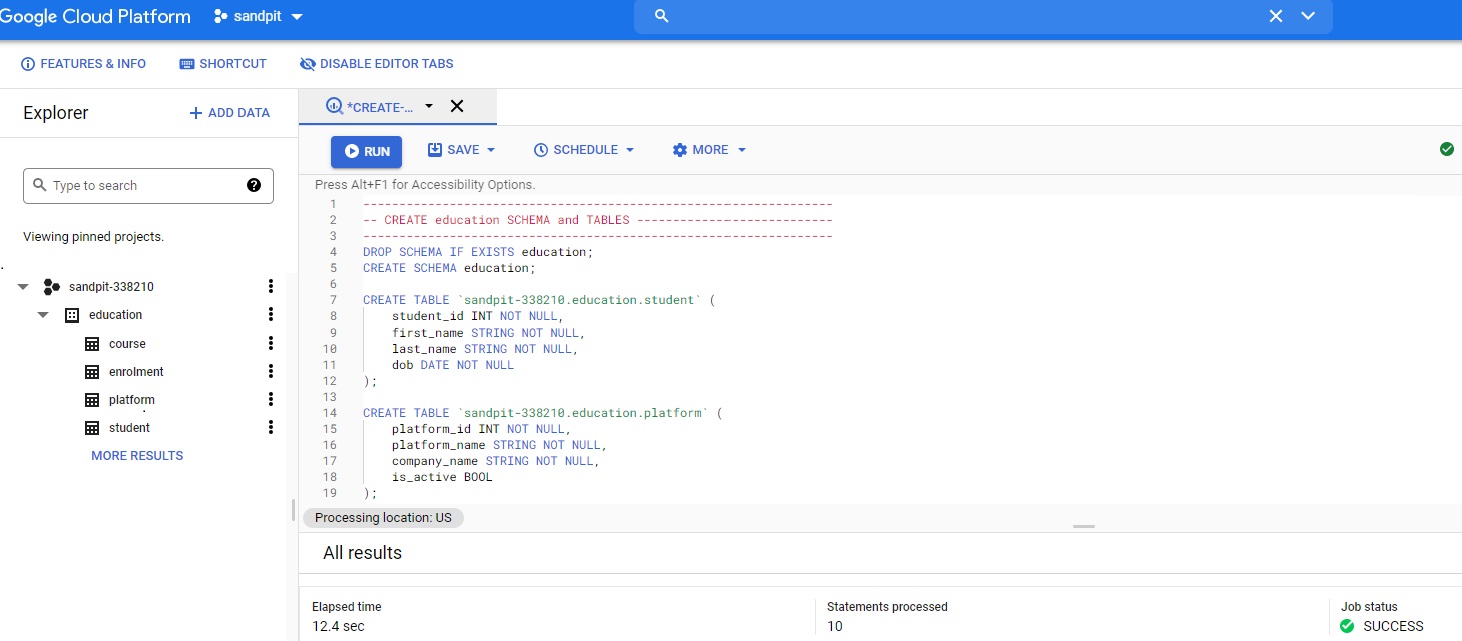 Google Cloud Platform sandpit
FEATURES & INFO SHORTCUT DISABLE EDITOR TABS
Explorer + ADD DATA
Type to search
Viewing pinned projects.
sandpit-338210
education
course
enrolment
platform
student
MORE RESULTS
*CREATE-...
RUN SAVE SCHEDULE MORE
Press Alt+F1 for Accessibility Options.
1 -----------------------------------------------------------------
2 -- CREATE education SCHEMA and TABLES ---------------------------
3 -----------------------------------------------------------------
4 DROP SCHEMA IF EXISTS education;
5 CREATE SCHEMA education;
6
7 CREATE TABLE `sandpit-338210.education.student` (
8     student_id INT NOT NULL,
9     first_name STRING NOT NULL,
10     last_name STRING NOT NULL,
11     dob DATE NOT NULL
12 );
13
14 CREATE TABLE `sandpit-338210.education.platform` (
15     platform_id INT NOT NULL,
16     platform_name STRING NOT NULL,
17     company_name STRING NOT NULL,
18     is_active BOOL
19 );
Processing location: US
All results
Elapsed time
12.4 sec
Statements processed
10
Job status
SUCCESS